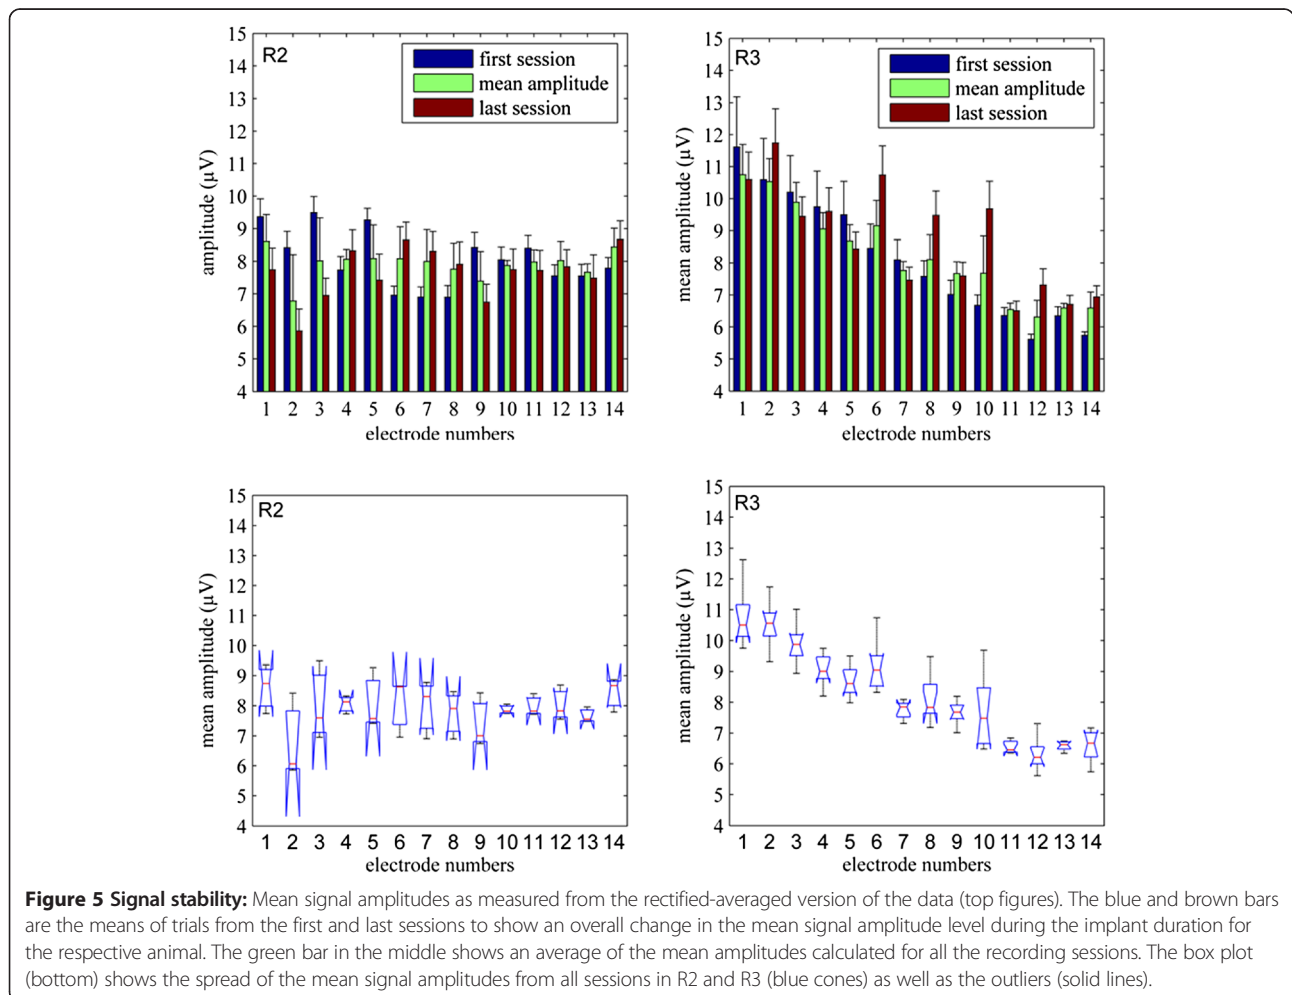 R2
first session
mean amplitude
last session
15
14
13
12
11
10
9
8
7
6
5
4
amplitude (µV)
1 2 3 4 5 6 7 8 9 10 11 12 13 14
electrode numbers
R3
first session
mean amplitude
last session
15
14
13
12
11
10
9
8
7
6
5
4
mean amplitude (µV)
1 2 3 4 5 6 7 8 9 10 11 12 13 14
electrode numbers
R2
15
14
13
12
11
10
9
8
7
6
5
4
mean amplitude (µV)
1 2 3 4 5 6 7 8 9 10 11 12 13 14
electrode numbers
R3
15
14
13
12
11
10
9
8
7
6
5
4
mean amplitude (µV)
1 2 3 4 5 6 7 8 9 10 11 12 13 14
electrode numbers
Figure 5 Signal stability: Mean signal amplitudes as measured from the rectified-averaged version of the data (top figures). The blue and brown bars
are the means of trials from the first and last sessions to show an overall change in the mean signal amplitude level during the implant duration for
the respective animal. The green bar in the middle shows an average of the mean amplitudes calculated for all the recording sessions. The box plot
(bottom) shows the spread of the mean signal amplitudes from all sessions in R2 and R3 (blue cones) as well as the outliers (solid lines).